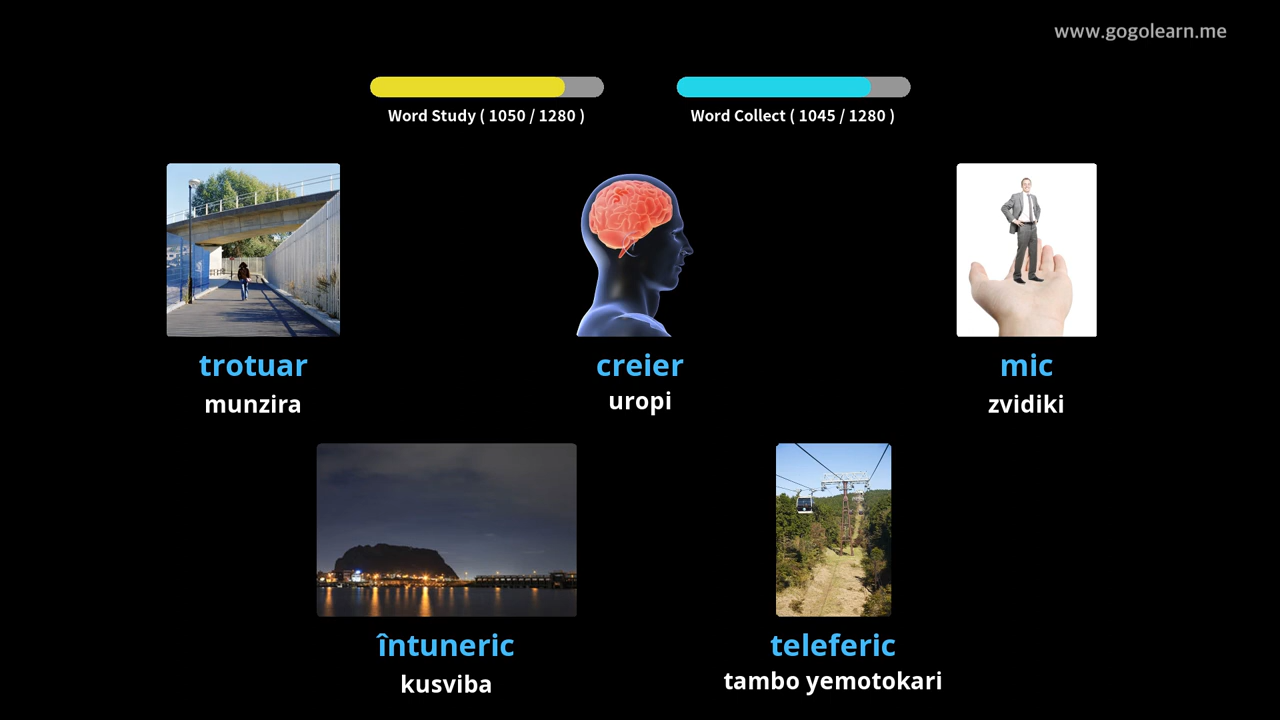 www.gogolearn.me
Word Study ( 1050 / 1280 )
Word Collect ( 1045 / 1280 )
trotuar
munzira
creier
uropi
mic
zvidiki
întuneric
kusviba
teleferic
tambo yemotokari